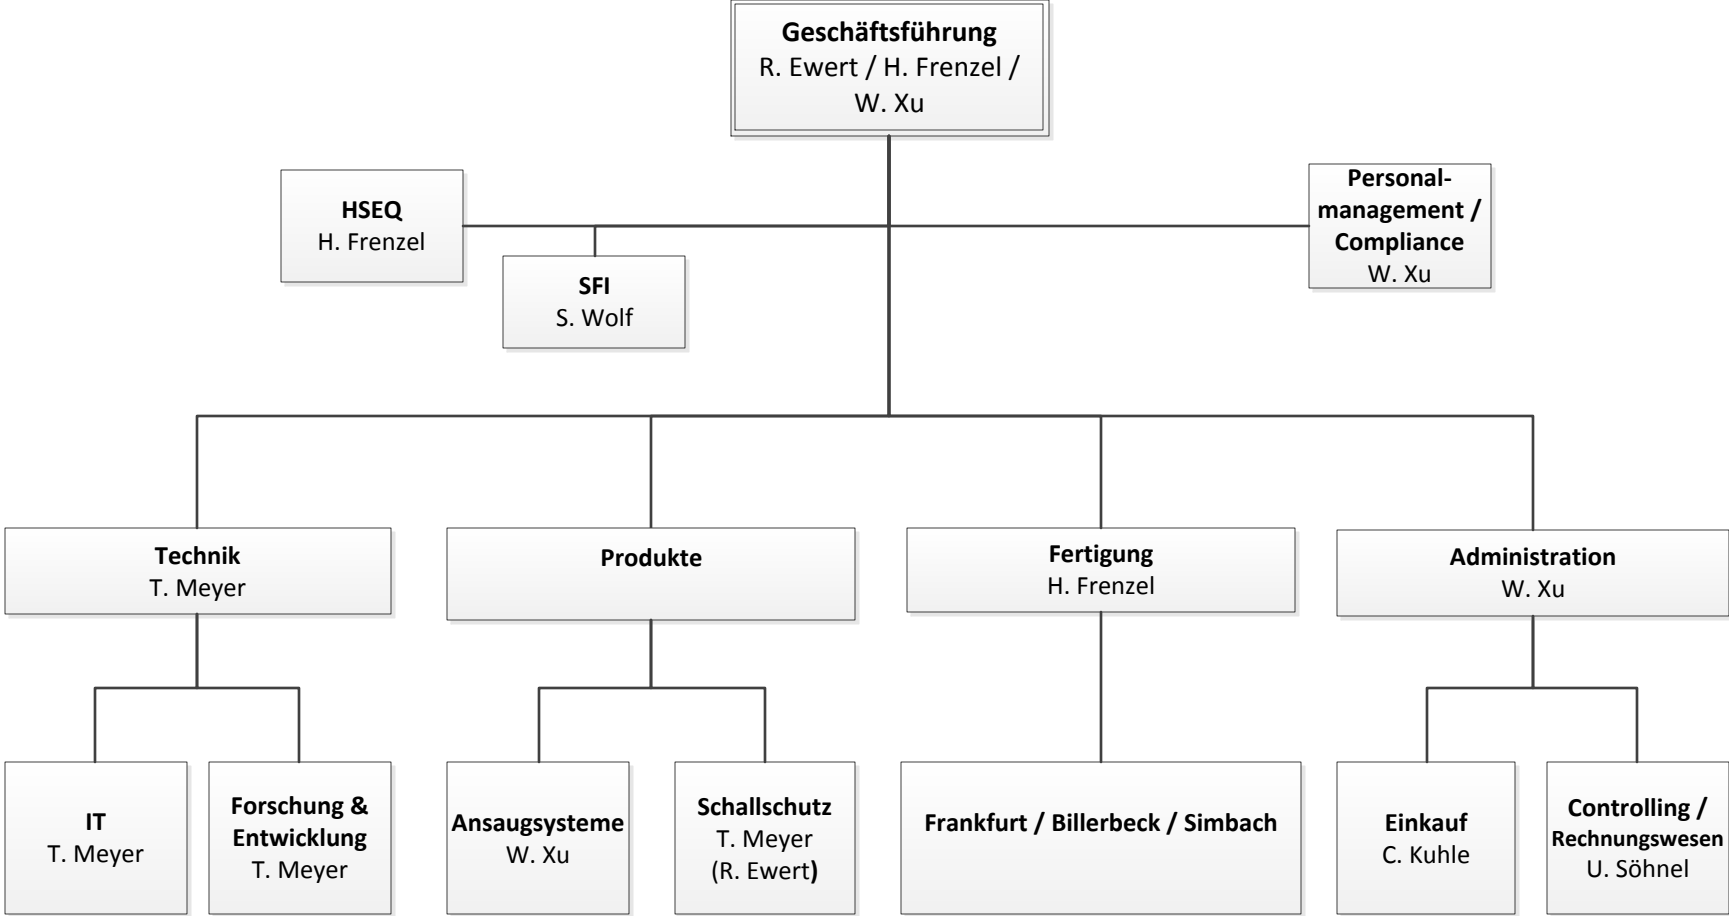 Geschäftsführung
R. Ewert / H. Frenzel /
W. Xu
HSEQ
H. Frenzel
SFI
S. Wolf
Personal-
management /
Compliance
W. Xu
Technik
T. Meyer
Produkte
Fertigung
H. Frenzel
Administration
W. Xu
IT
T. Meyer
Forschung &
Entwicklung
T. Meyer
Ansaugsysteme
W. Xu
Schallschutz
T. Meyer
(R. Ewert)
Frankfurt / Billerbeck / Simbach
Einkauf
C. Kuhle
Controlling /
Rechnungswesen
U. Söhnel